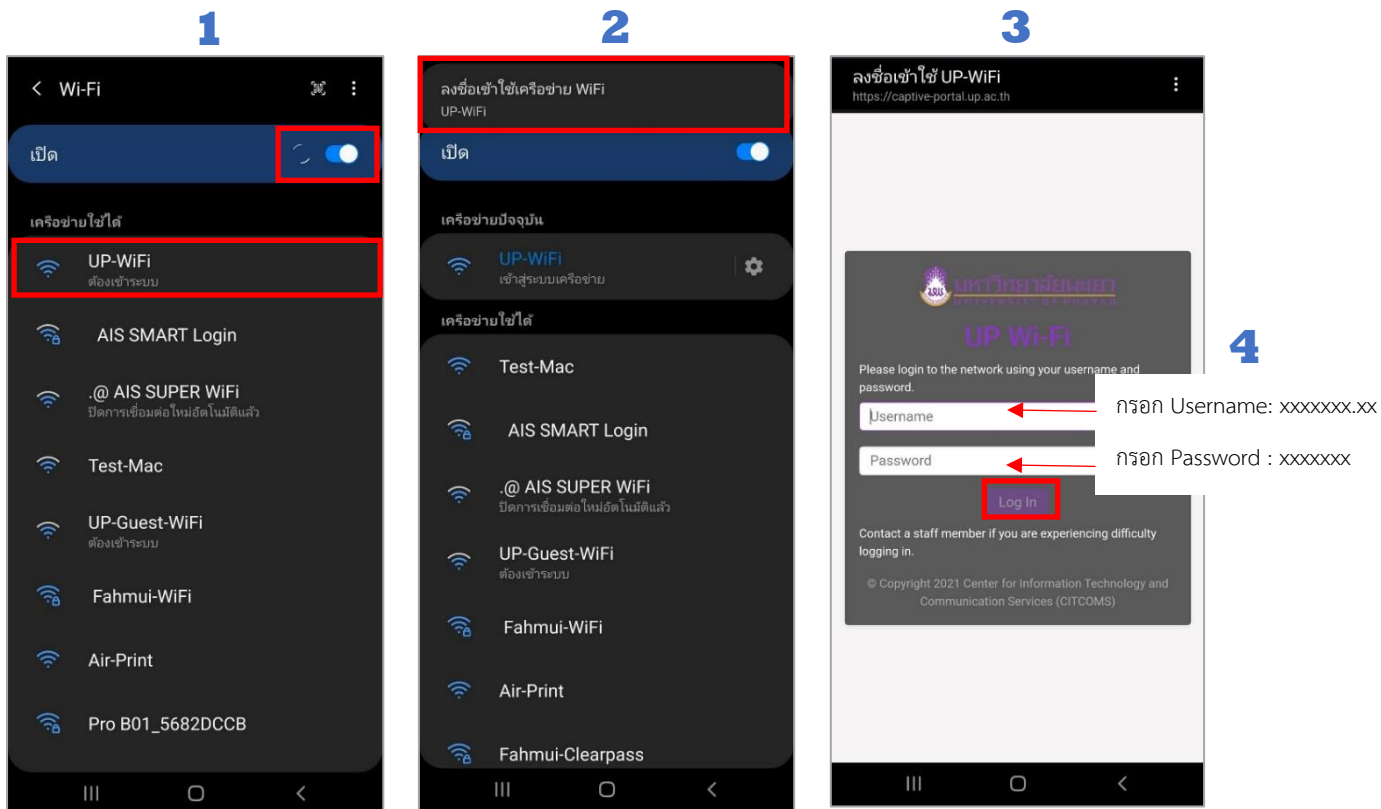 1
Wi-Fi
เปิด
เครือข่ายใช้ได้
UP-WiFi
ต้องเข้าระบบ
AIS SMART Login
.@ AIS SUPER WiFi
ปิดการเชื่อมต่อใหม่อัตโนมัติแล้ว
Test-Mac
UP-Guest-WiFi
ต้องเข้าระบบ
Fahmui-WiFi
Air-Print
Pro B01_5682DCCB
2
ลงชื่อเข้าใช้เครือข่าย WiFi
UP-WiFi
เปิด
เครือข่ายปัจจุบัน
UP-WiFi
เข้าสู่ระบบเครือข่าย
เครือข่ายใช้ได้
Test-Mac
AIS SMART Login
.@ AIS SUPER WiFi
ปิดการเชื่อมต่อใหม่อัตโนมัติแล้ว
UP-Guest-WiFi
ต้องเข้าระบบ
Fahmui-WiFi
Air-Print
Fahmui-Clearpass
3
ลงชื่อเข้าใช้ UP-WiFi
https://captive-portal.up.ac.th
มหาวิทยาลัยพะเยา
UNIVERSITY OF PHAYAO
UP Wi-Fi
Please login to the network using your username and
password.
Username
Password
Log In
Contact a staff member if you are experiencing difficulty
logging in.
© Copyright 2021 Center for Information Technology and
Communication Services (CITCOMS)
4
กรอก Username: xxxxxxx.xx
กรอก Password : xxxxxxx